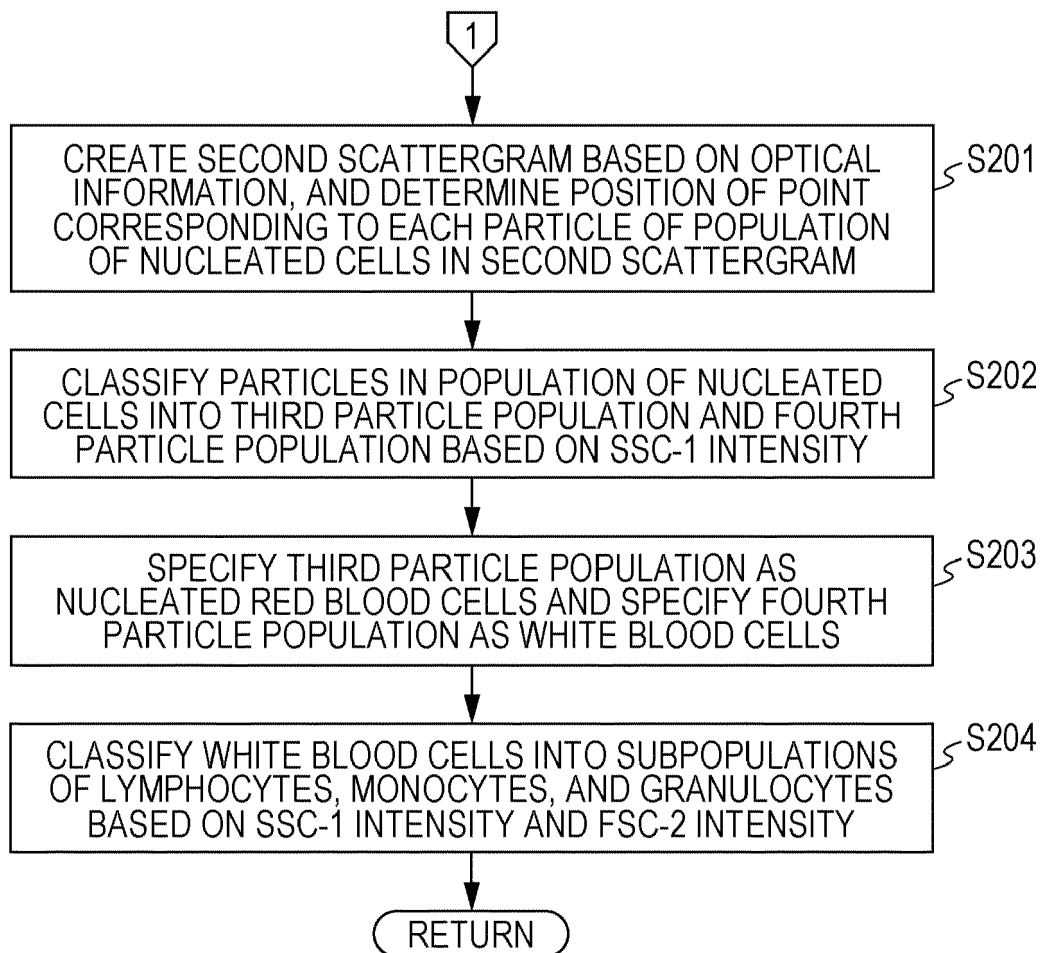 1
CREATE SECOND SCATTERGRAM BASED ON OPTICAL
INFORMATION, AND DETERMINE POSITION OF POINT
CORRESPONDING TO EACH PARTICLE OF POPULATION
OF NUCLEATED CELLS IN SECOND SCATTERGRAM
S201
CLASSIFY PARTICLES IN POPULATION OF NUCLEATED
CELLS INTO THIRD PARTICLE POPULATION AND FOURTH
PARTICLE POPULATION BASED ON SSC-1 INTENSITY
S202
SPECIFY THIRD PARTICLE POPULATION AS
NUCLEATED RED BLOOD CELLS AND SPECIFY FOURTH
PARTICLE POPULATION AS WHITE BLOOD CELLS
S203
CLASSIFY WHITE BLOOD CELLS INTO SUBPOPULATIONS
OF LYMPHOCYTES, MONOCYTES, AND GRANULOCYTES
BASED ON SSC-1 INTENSITY AND FSC-2 INTENSITY
S204
RETURN